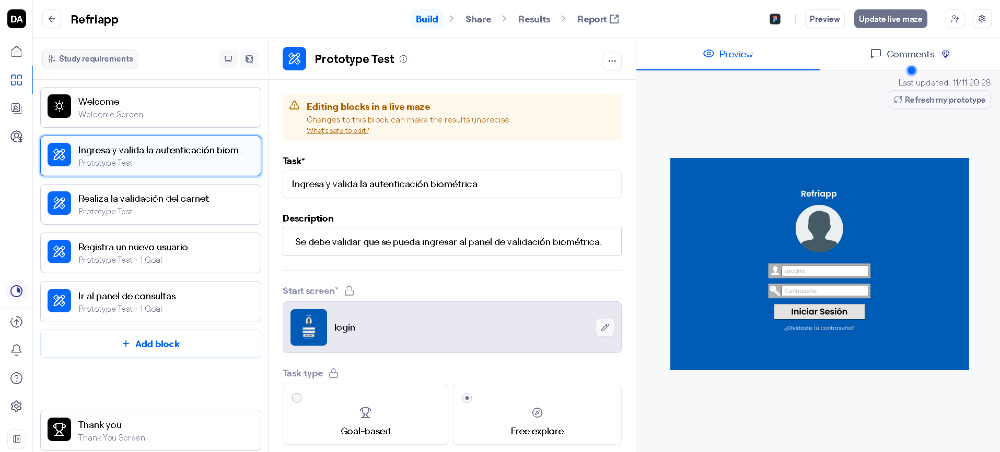 DA
Refriapp
Build
Share
Results
Report
Preview
Update live maze
Study requirements
Welcome
Welcome Screen
Ingresa y valida la autenticación biom...
Prototype Test
Realiza la validación del carnet
Prototype Test
Registra un nuevo usuario
Prototype Test • 1 Goal
Ir al panel de consultas
Prototype Test • 1 Goal
+ Add block
Thank you
Thank You Screen
Prototype Test
Editing blocks in a live maze
Changes to this block can make the results unprecise
What's safe to edit?
Task*
Ingresa y valida la autenticación biométrica
Description
Se debe validar que se pueda ingresar al panel de validación biométrica.
Start screen*
login
Task type
Goal-based
Free explore
Preview
Comments
Last updated: 11/11 20:28
Refresh my prototype
Refriapp
usuario
Contraseña
Iniciar Sesión
¿Olvidaste tú contraseña?